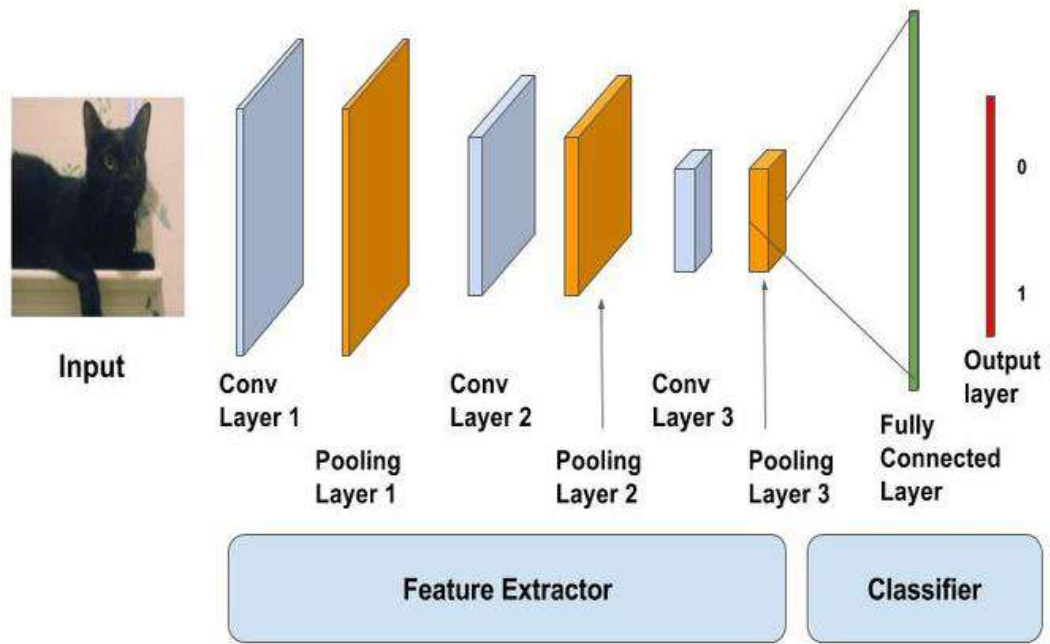 Input
Conv
Layer 1
Pooling
Layer 1
Conv
Layer 2
Pooling
Layer 2
Conv
Layer 3
Pooling
Layer 3
Fully
Connected
Layer
0
1
Output
layer
Feature Extractor
Classifier